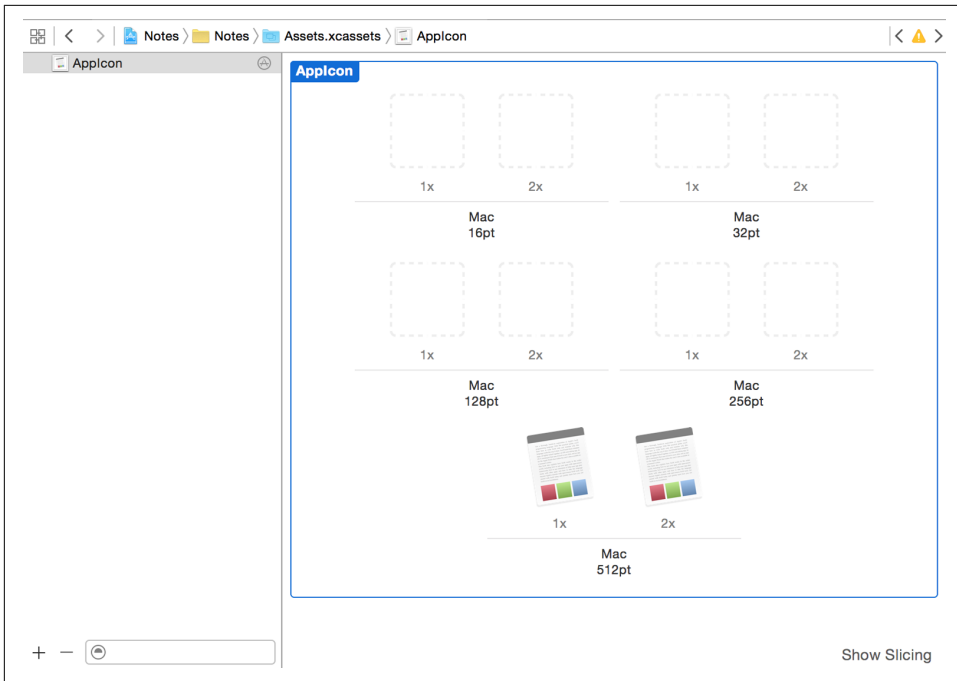 Notes Notes Assets.xcassets AppIcon
AppIcon
AppIcon
1x 2x 1x 2x
Mac Mac
16pt 32pt
1x 2x 1x 2x
Mac Mac
128pt 256pt
1x 2x
Mac
512pt
Show Slicing